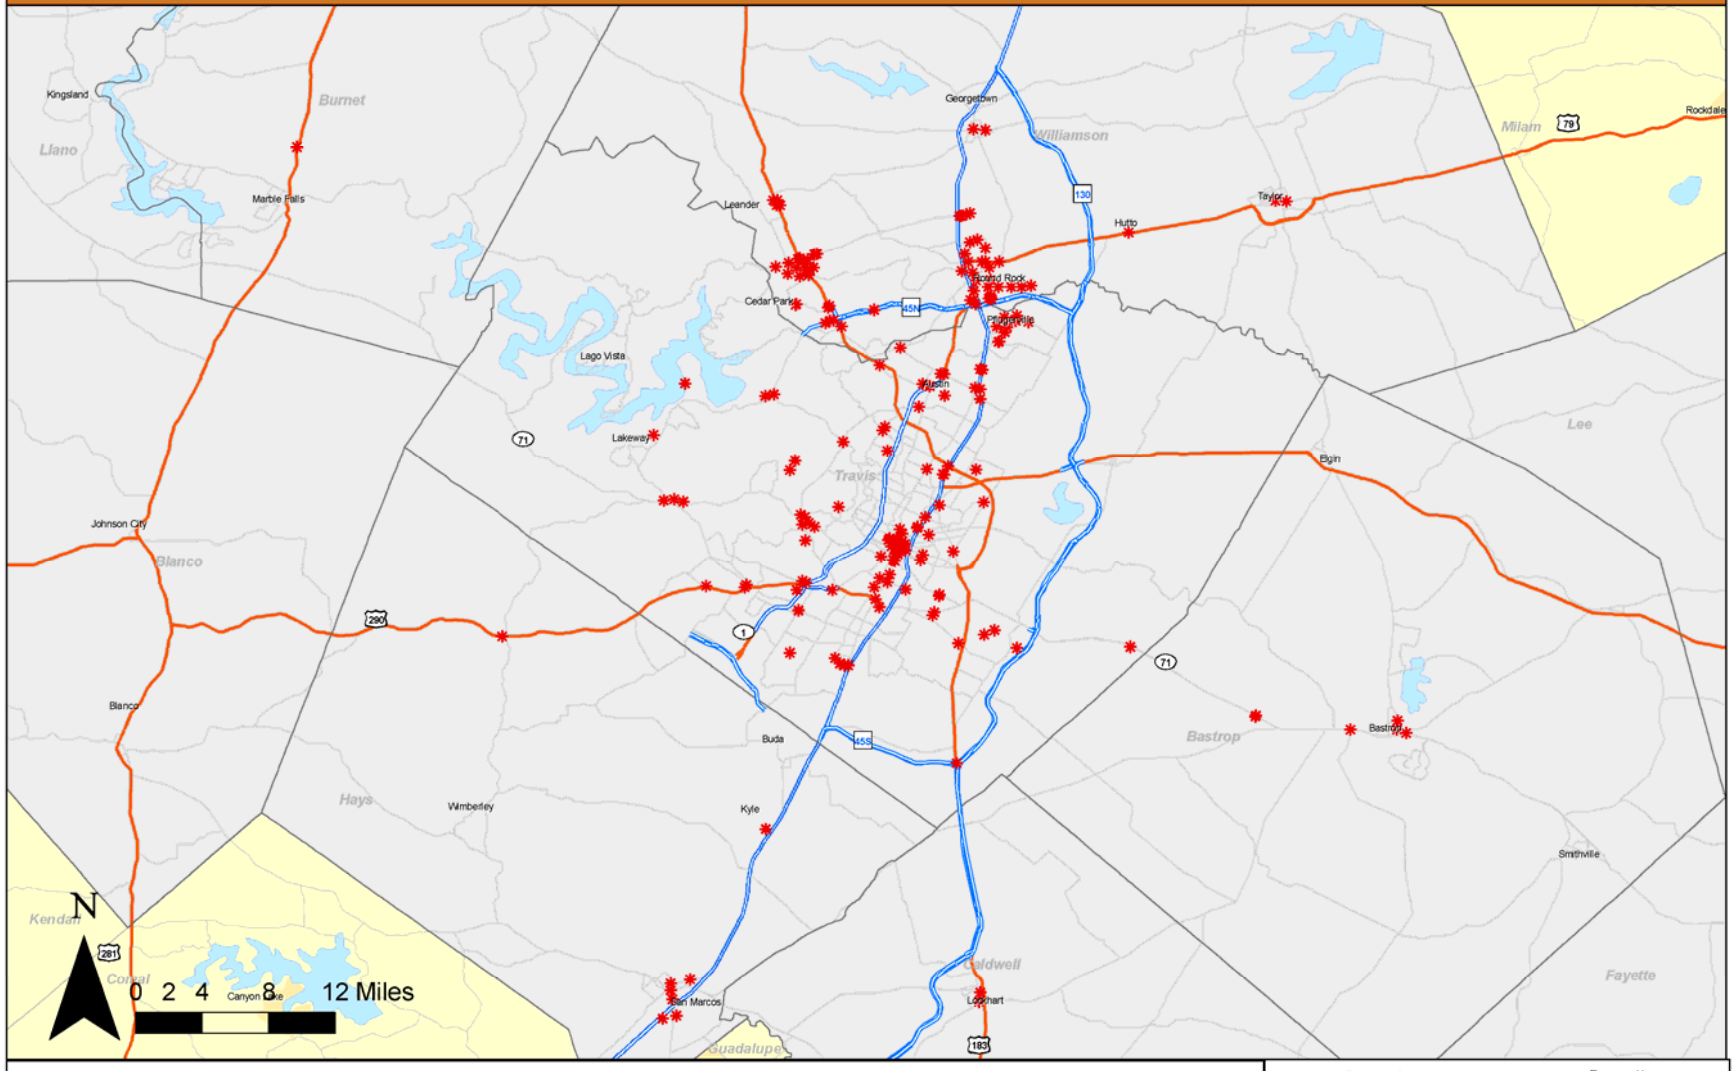 Georgetown
Kingsland
Burnet
Rockdale
79
Milam
Williamson
Llano
130
Marble Falls
Leander
Taylor
Hutto
Round Rock
Cedar Park
45N
Pflugerville
Lago Vista
Austin
Lee
Lakeway
71
Elgin
Travis
Johnson City
Blanco
290
1
71
Blanco
Bastrop
Bastrop
Buda
45S
Hays
Wimberley
Kyle
Smithville
N
Kendall
281
Caldwell
Fayette
Comal
0 2 4 8 12 Miles
Canyon Lake
San Marcos
Lockhart
Guadalupe
183